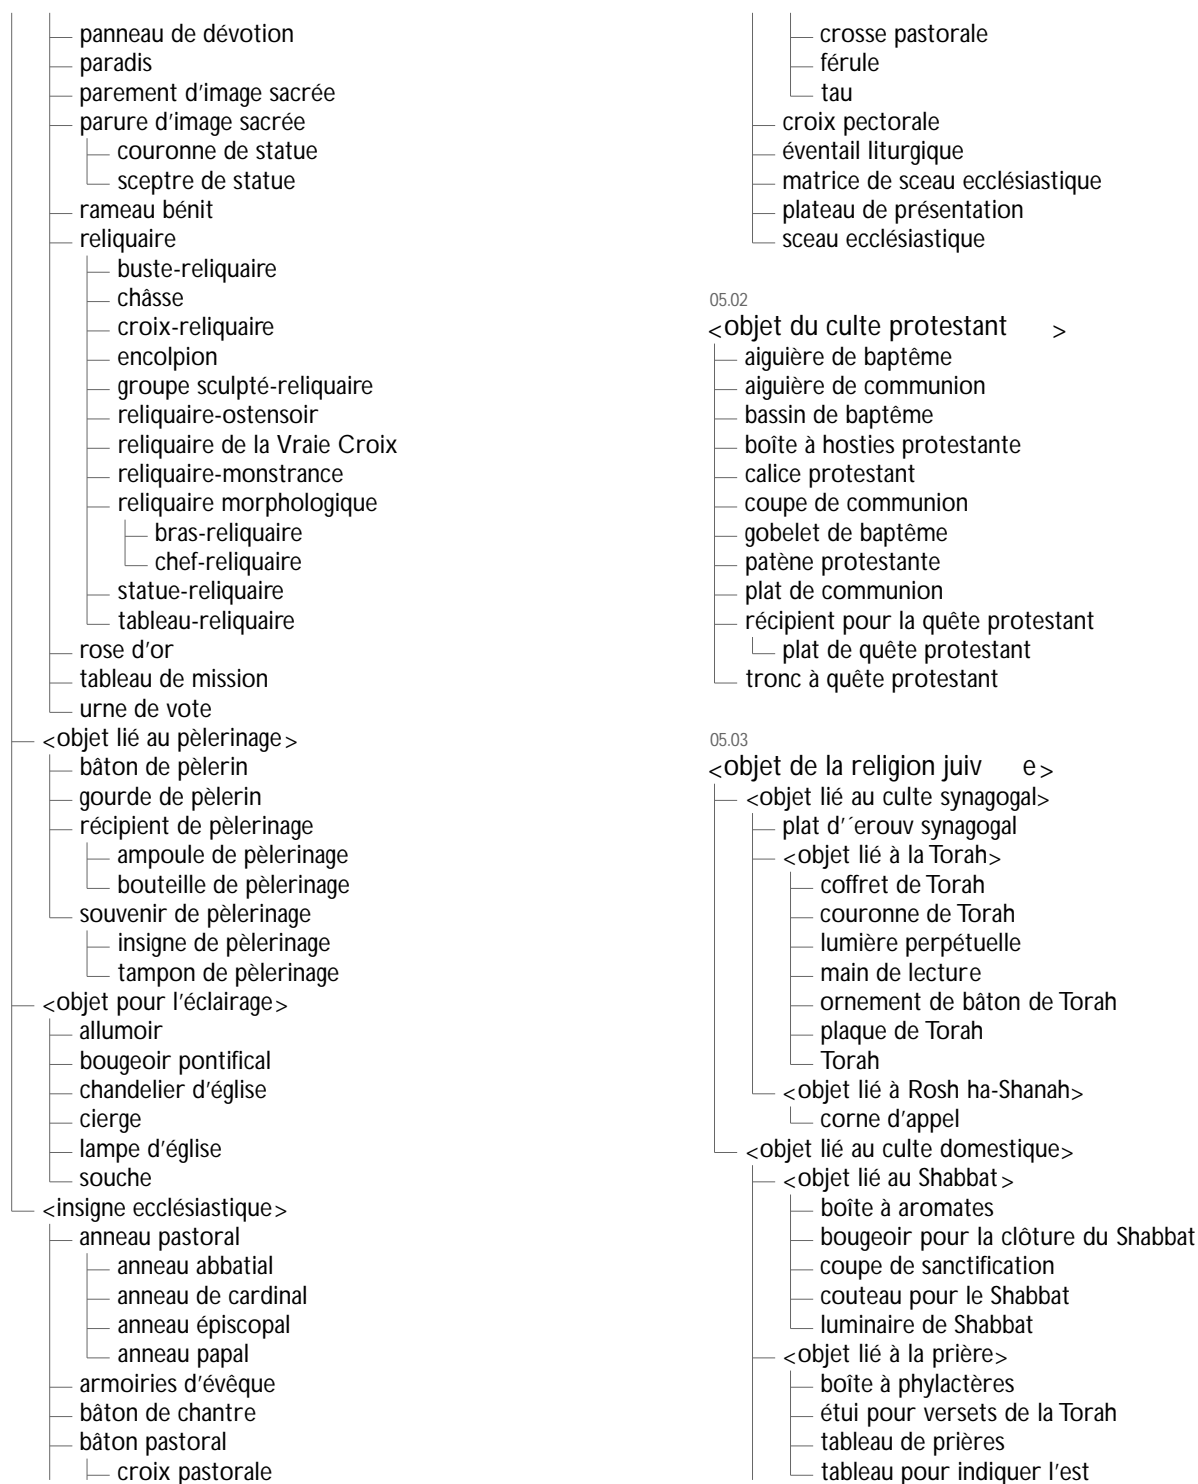 panneau de dévotion
paradis
parement d'image sacrée
parure d'image sacrée
couronne de statue
sceptre de statue
rameau bénit
reliquaire
buste-reliquaire
châsse
croix-reliquaire
encolpion
groupe sculpté-reliquaire
reliquaire-ostensoir
reliquaire de la Vraie Croix
reliquaire-monstrance
reliquaire morphologique
bras-reliquaire
chef-reliquaire
statue-reliquaire
tableau-reliquaire
rose d'or
tableau de mission
urne de vote
<objet lié au pèlerinage>
bâton de pèlerin
gourde de pèlerin
récipient de pèlerinage
ampoule de pèlerinage
bouteille de pèlerinage
souvenir de pèlerinage
insigne de pèlerinage
tampon de pèlerinage
<objet pour l'éclairage>
allumoir
bougeoir pontifical
chandelier d'église
cierge
lampe d'église
souche
<insigne ecclésiastique>
anneau pastoral
anneau abbatial
anneau de cardinal
anneau épiscopal
anneau papal
armoiries d'évêque
bâton de chantre
bâton pastoral
croix pastorale
crosse pastorale
férule
tau
croix pectorale
éventail liturgique
matrice de sceau ecclésiastique
plateau de présentation
sceau ecclésiastique
05.02
<objet du culte protestant >
aiguière de baptême
aiguière de communion
bassin de baptême
boîte à hosties protestante
calice protestant
coupe de communion
gobelet de baptême
patène protestante
plat de communion
récipient pour la quête protestant
plat de quête protestant
tronc à quête protestant
05.03
<objet de la religion juiv e>
<objet lié au culte synagogal>
plat d'´erouv synagogal
<objet lié à la Torah>
coffret de Torah
couronne de Torah
lumière perpétuelle
main de lecture
ornement de bâton de Torah
plaque de Torah
Torah
<objet lié à Rosh ha-Shanah>
corne d'appel
<objet lié au culte domestique>
<objet lié au Shabbat>
boîte à aromates
bougeoir pour la clôture du Shabbat
coupe de sanctification
couteau pour le Shabbat
luminaire de Shabbat
<objet lié à la prière>
boîte à phylactères
étui pour versets de la Torah
tableau de prières
tableau pour indiquer l'est